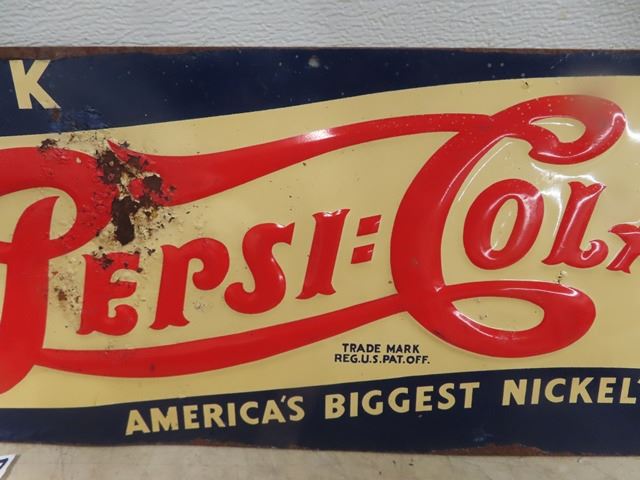 K
PEPSI:COLA
TRADE MARK
REG.U.S.PAT.OFF.
AMERICA'S BIGGEST NICKEL'